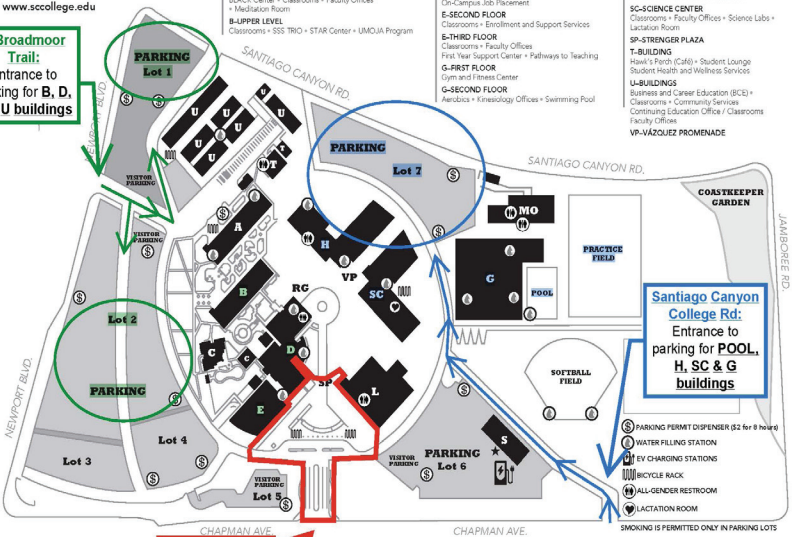 www.sccollege.edu
BLACK Center • Classrooms • Faculty Offices
• Meditation Room
B-UPPER LEVEL
Classrooms • SSS TRIO • STAR Center • UMOJA Program
On-Campus Job Placement
E-SECOND FLOOR
Classrooms • Enrollment and Support Services
E-THIRD FLOOR
Classrooms • Faculty Offices
First Year Support Center • Pathways to Teaching
G-FIRST FLOOR
Gym and Fitness Center
G-SECOND FLOOR
Aerobics • Kinesiology Offices • Swimming Pool
SC-SCIENCE CENTER
Classrooms • Faculty Offices • Science Labs •
Lactation Room
SP-STRENGER PLAZA
T-BUILDING
Hawk's Perch (Café) • Student Lounge
Student Health and Wellness Services
U-BUILDINGS
Business and Career Education (BCE) •
Classrooms • Community Services
Continuing Education Office / Classrooms
Faculty Offices
VP-VÁZQUEZ PROMENADE
Broadmoor
Trail:
ntrance to
king for B, D,
U buildings
PARKING
Lot 1
SANTIAGO CANYON RD.
NEWPORT BLVD.
VISITOR
PARKING
U
U
U
U
U
U
U
T
T
PARKING
Lot 7
SANTIAGO CANYON RD.
COASTKEEPER
GARDEN
JAMBOREE RD.
MO
PRACTICE
FIELD
VISITOR
PARKING
A
H
VP
G
POOL
SC
B
RG
Lot 2
C
C
D
SP
PARKING
E
L
NEWPORT BLVD.
SOFTBALL
FIELD
Santiago Canyon
College Rd:
Entrance to
parking for POOL,
H, SC & G
buildings
Lot 3
Lot 4
VISITOR
PARKING
Lot 5
VISITOR
PARKING
PARKING
Lot 6
S
PARKING PERMIT DISPENSER ($2 for 8 hours)
WATER FILLING STATION
EV CHARGING STATIONS
BICYCLE RACK
ALL-GENDER RESTROOM
LACTATION ROOM
SMOKING IS PERMITTED ONLY IN PARKING LOTS
CHAPMAN AVE.
CHAPMAN AVE.